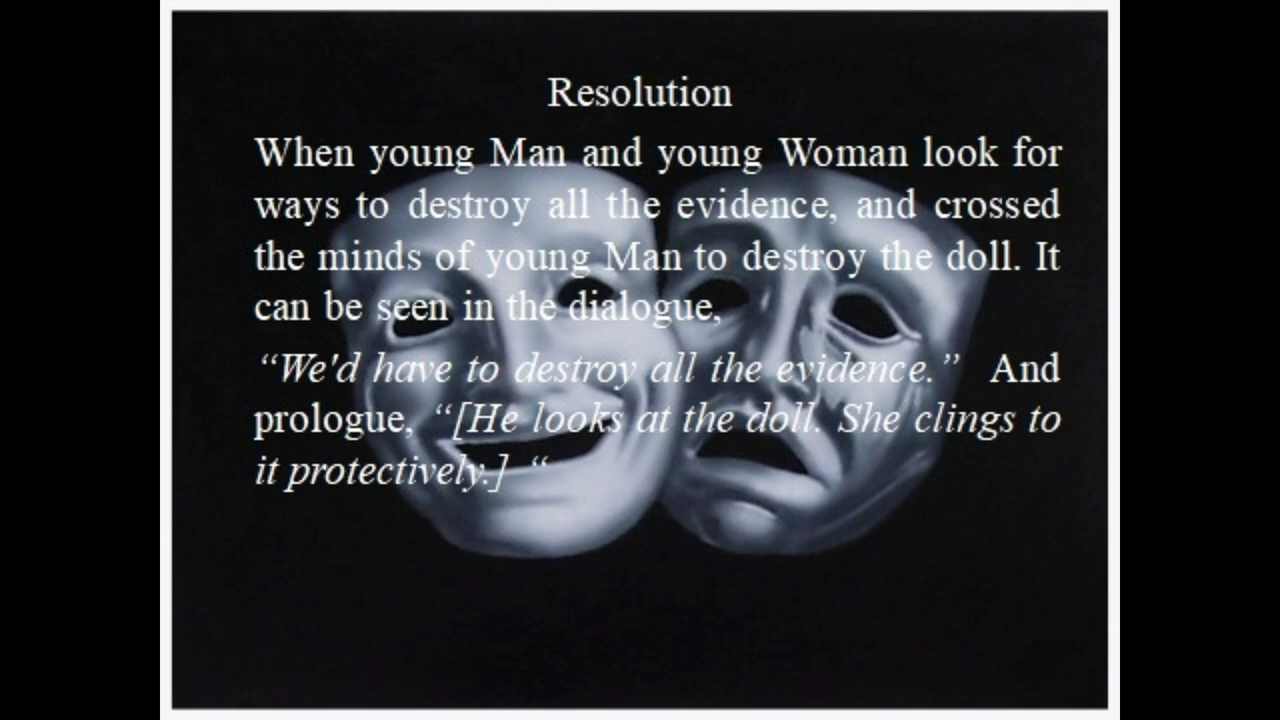 Resolution
When young Man and young Woman look for
ways to destroy all the evidence, and crossed
the minds of young Man to destroy the doll. It
can be seen in the dialogue,
“We'd have to destroy all the evidence.” And
prologue, “[He looks at the doll. She clings to
it protectively.] “